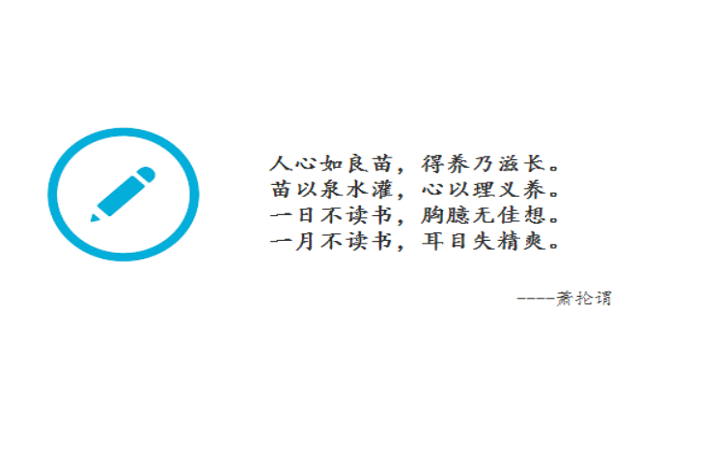 人心如良苗，得养乃滋长。
苗以泉水灌，心以理义养。
一日不读书，胸臆无佳想。
一月不读书，耳目失精爽。
----萧抡谓